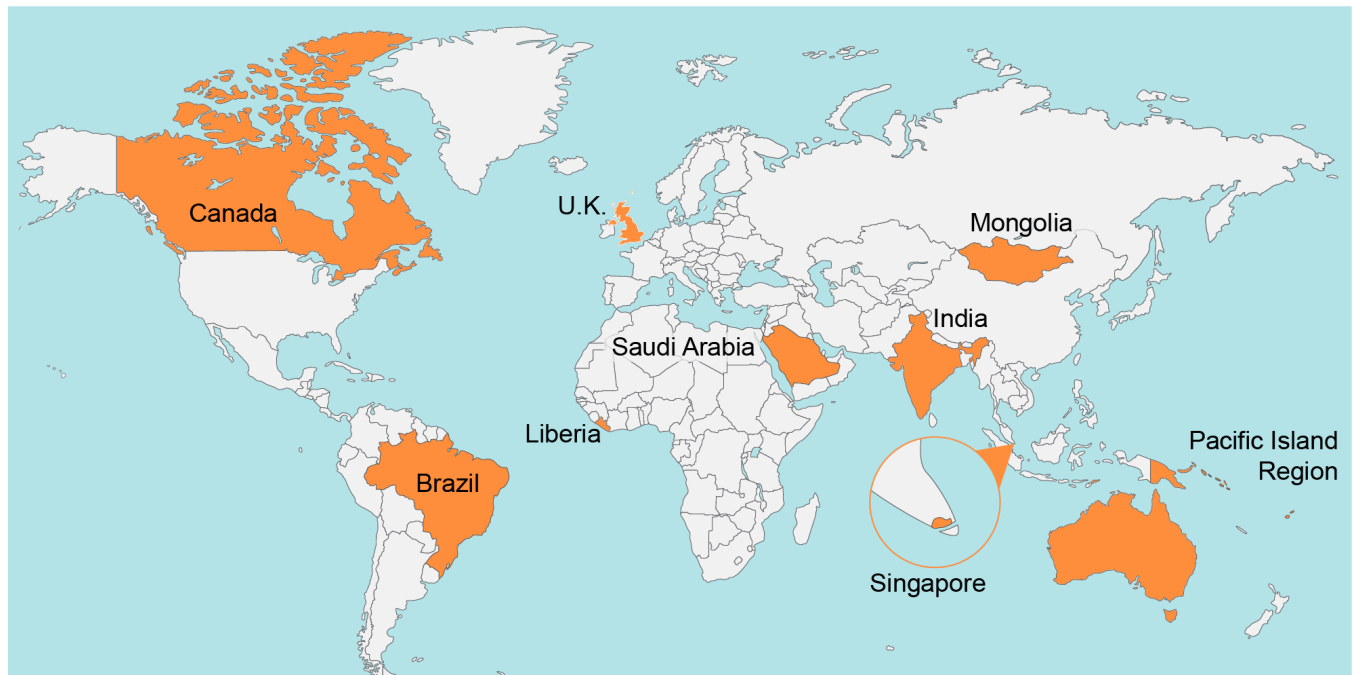 Canada
U.K.
Mongolia
India
Saudi Arabia
Liberia
Pacific Island
Region
Brazil
Singapore